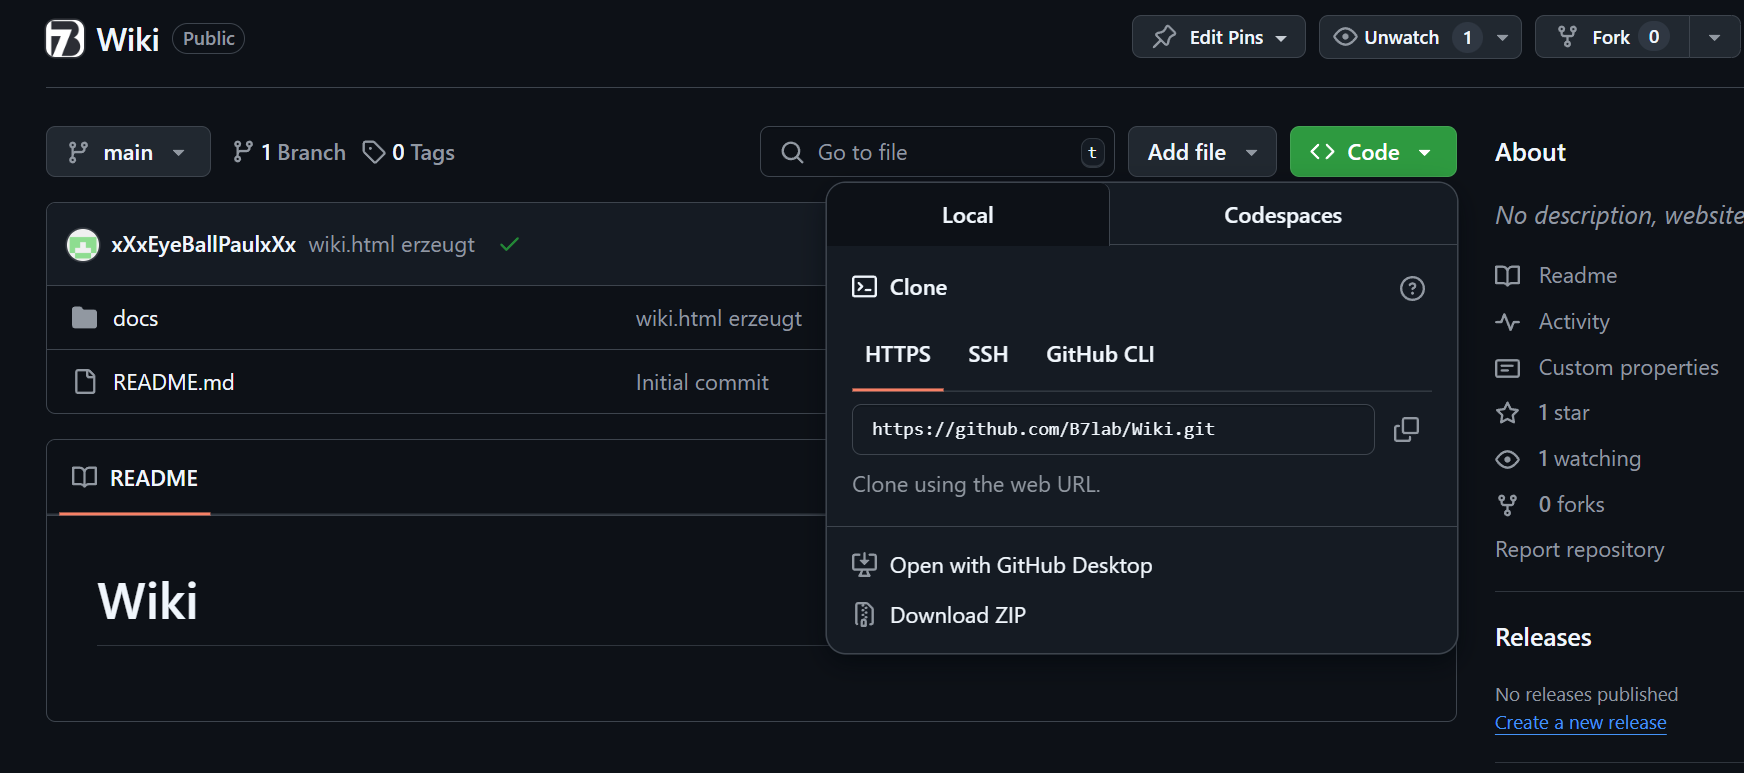 Wiki Public
Edit Pins
Unwatch 1
Fork 0
main
1 Branch
0 Tags
Go to file t
Add file
Code
xXxEyeBallPaulxXx wiki.html erzeugt
docs wiki.html erzeugt
README.md Initial commit
README
Wiki
Local
Codespaces
Clone
HTTPS SSH GitHub CLI
https://github.com/B7lab/Wiki.git
Clone using the web URL.
Open with GitHub Desktop
Download ZIP
About
No description, website
Readme
Activity
Custom properties
1 star
1 watching
0 forks
Report repository
Releases
No releases published
Create a new release